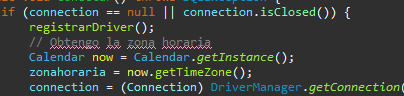 if (connection == null || connection.isClosed()) {
registrarDriver();
// Obtengo la zona horaria
Calendar now = Calendar.getInstance();
zonahoraria = now.getTimeZone();
connection = (Connection) DriverManager.getConnection(